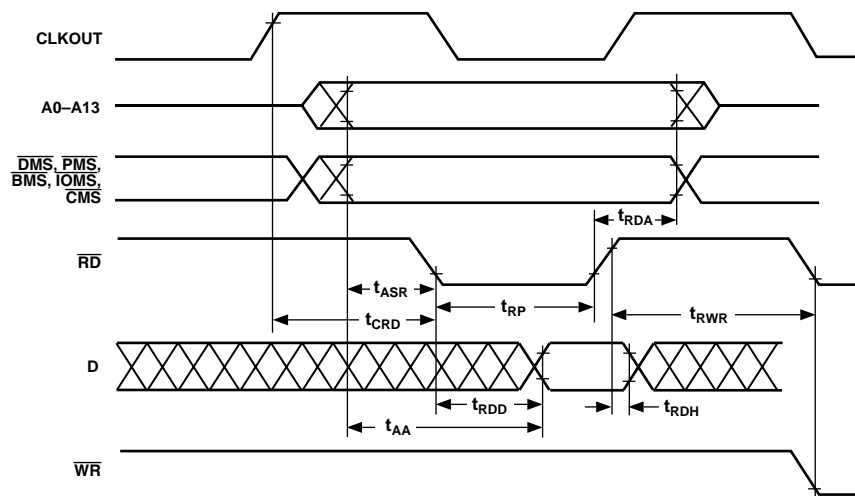 CLKOUT
A0–A13
DMS, PMS,
BMS, IOMS,
CMS
tRDA
RD
tASR
tRP
tCRD
tRWR
D
tRDD
tRDH
tAA
WR